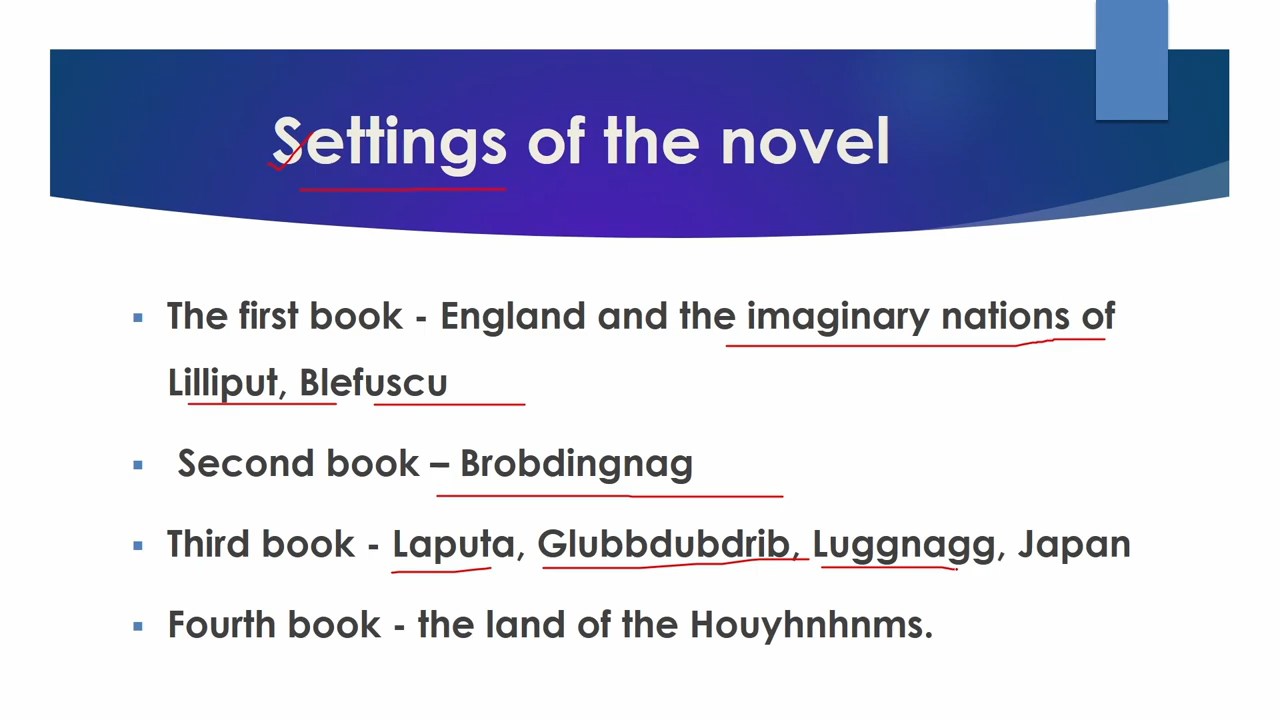 Settings of the novel
▪ The first book - England and the imaginary nations of
Lilliput, Blefuscu
▪ Second book – Brobdingnag
▪ Third book - Laputa, Glubbdubdrib, Luggnagg, Japan
▪ Fourth book - the land of the Houyhnhnms.